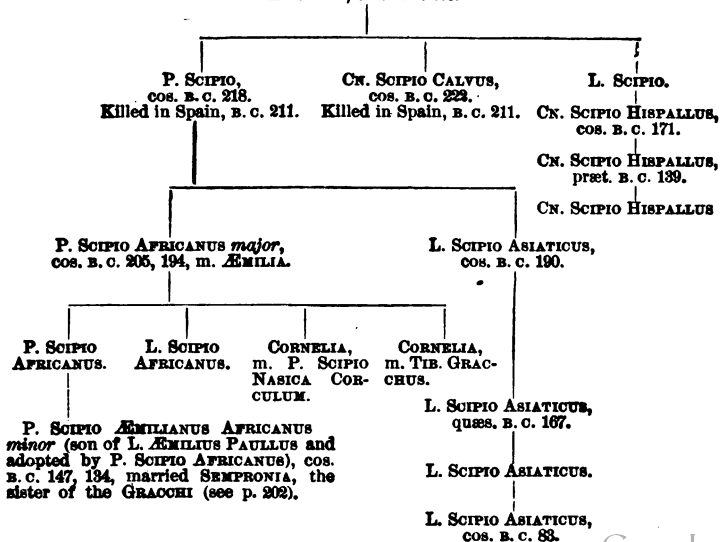 P. SCIPIO,
COS. B. C. 218.
Killed in Spain, B. C. 211.
CN. SCIPIO CALVUS,
COS. B. C. 222.
Killed in Spain, B. C. 211.
L. SCIPIO.
CN. SCIPIO HISPALLUS,
COS. B. C. 171.
CN. SCIPIO HISPALLUS,
præt. B. C. 139.
CN. SCIPIO HISPALLUS
P. SCIPIO AFRICANUS major,
COS. B. C. 205, 194, m. ÆMILIA.
L. SCIPIO ASIATICUS,
COS. B. C. 190.
P. SCIPIO
AFRICANUS.
L. SCIPIO
AFRICANUS.
CORNELIA,
m. P. SCIPIO
NASICA COR-
CULUM.
CORNELIA,
m. TIB. GRAC-
CHUS.
P. SCIPIO ÆMILIANUS AFRICANUS
minor (son of L. ÆMILIUS PAULLUS and
adopted by P. SCIPIO AFRICANUS), cos.
B. C. 147, 134, married SEMPRONIA, the
sister of the GRACCHI (see p. 202).
L. SCIPIO ASIATICUS,
quæs. B. C. 167.
L. SCIPIO ASIATICUS.
L. SCIPIO ASIATICUS,
COS. B. C. 83.